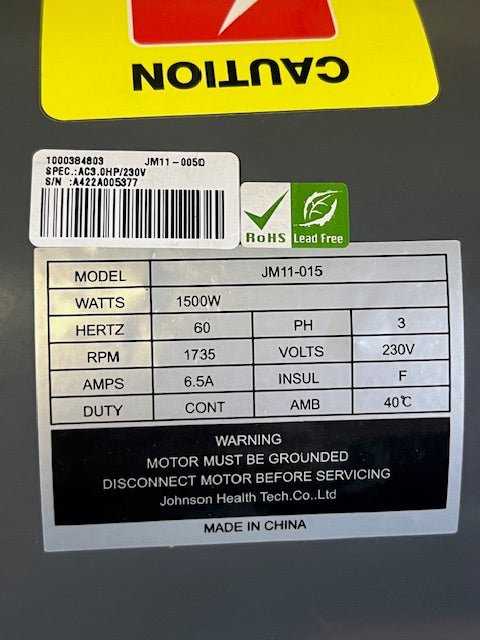 CAUTION
1000384803 JM11-005D
SPEC.:AC3.0HP/230V
S/N :A422A005377
RoHS Lead Free
MODEL JM11-015
WATTS 1500W
HERTZ 60 PH 3
RPM 1735 VOLTS 230V
AMPS 6.5A INSUL F
DUTY CONT AMB 40℃
WARNING
MOTOR MUST BE GROUNDED
DISCONNECT MOTOR BEFORE SERVICING
Johnson Health Tech.Co.,Ltd
MADE IN CHINA